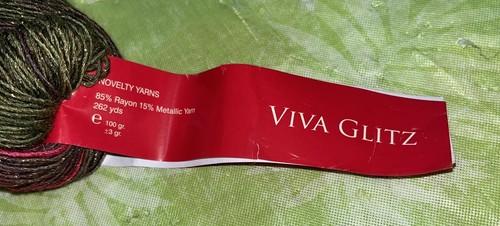 NOVELTY YARNS
85% Rayon 15% Metallic Yarn
262 yds
e 100 gr.
±3 gr.
VIVA GLITZ